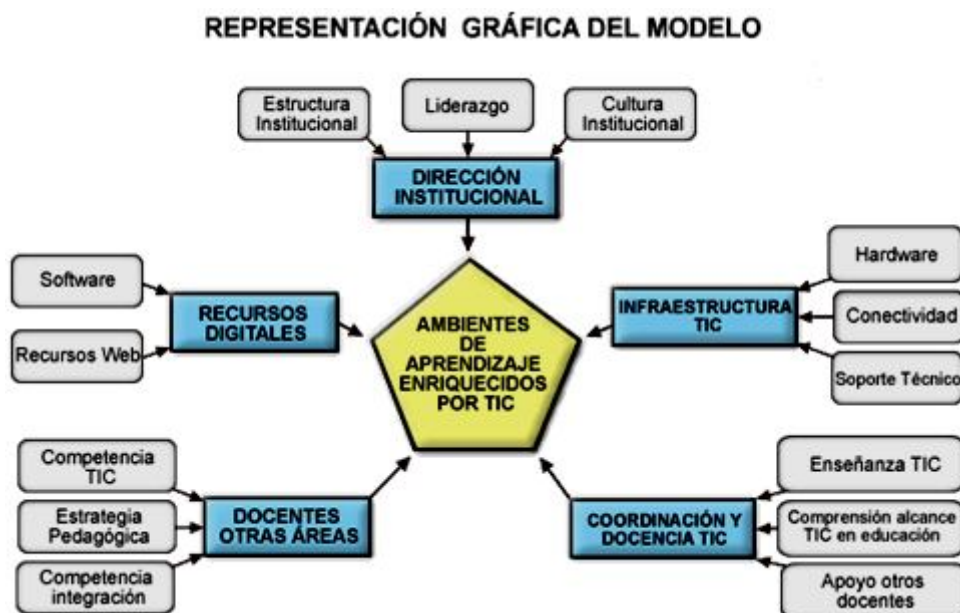 REPRESENTACIÓN GRÁFICA DEL MODELO
Estructura
Institucional
Liderazgo
Cultura
Institucional
DIRECCIÓN
INSTITUCIONAL
Software
Recursos Web
RECURSOS
DIGITALES
AMBIENTES
DE
APRENDIZAJE
ENRIQUECIDOS
POR TIC
INFRAESTRUCTURA
TIC
Hardware
Conectividad
Soporte Técnico
Competencia
TIC
Estrategia
Pedagógica
Competencia
integración
DOCENTES
OTRAS ÁREAS
COORDINACIÓN Y
DOCENCIA TIC
Enseñanza TIC
Comprensión alcance
TIC en educación
Apoyo otros
docentes